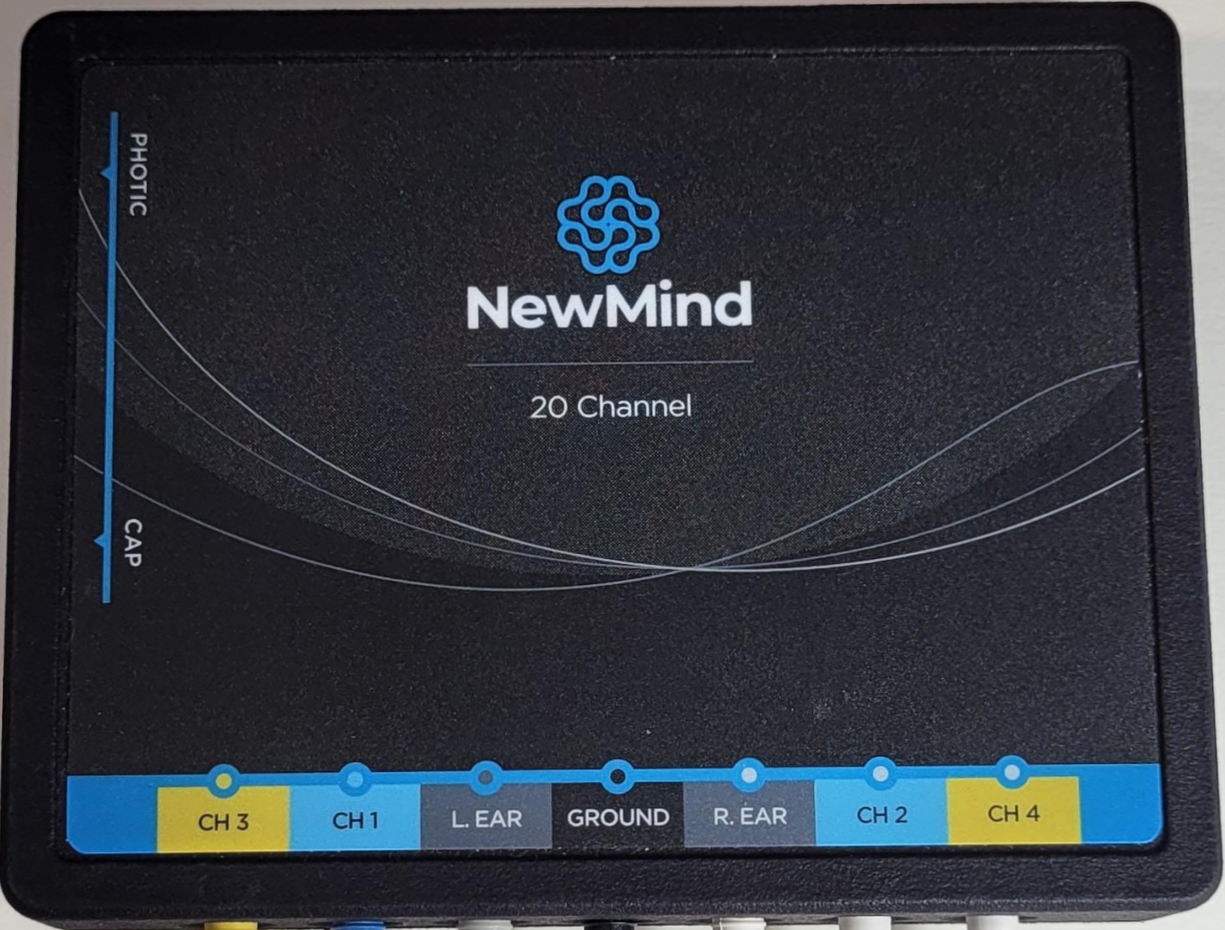 PHOTIC
NewMind
20 Channel
CAP
CH 3
CH 1
L. EAR
GROUND
R. EAR
CH 2
CH 4